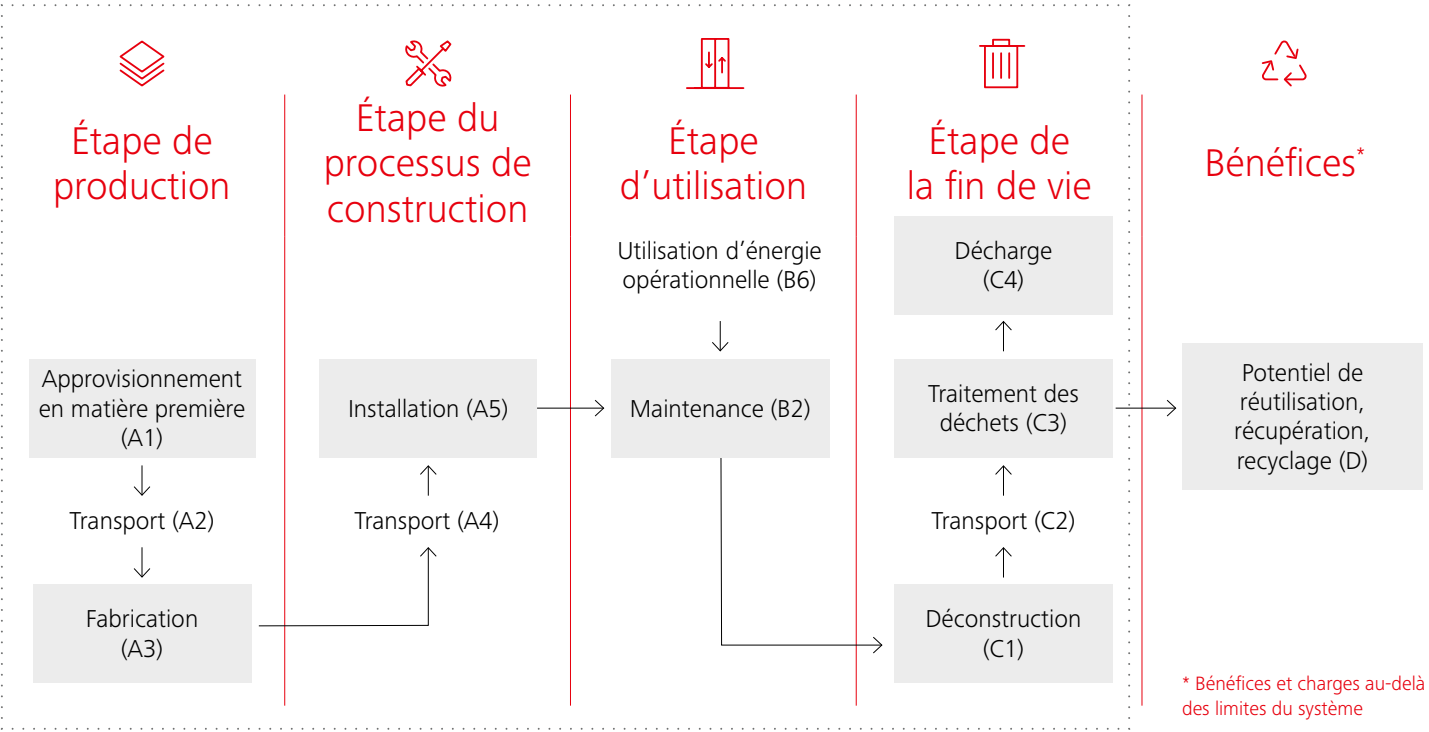 Étape de
production
Approvisionnement
en matière première
(A1)
Transport (A2)
Fabrication
(A3)
Étape du
processus de
construction
Installation (A5)
Transport (A4)
Étape
d’utilisation
Utilisation d’énergie
opérationnelle (B6)
Maintenance (B2)
Étape de
la fin de vie
Décharge
(C4)
Traitement des
déchets (C3)
Transport (C2)
Déconstruction
(C1)
Bénéfices*
Potentiel de
réutilisation,
récupération,
recyclage (D)
* Bénéfices et charges au-delà
des limites du système